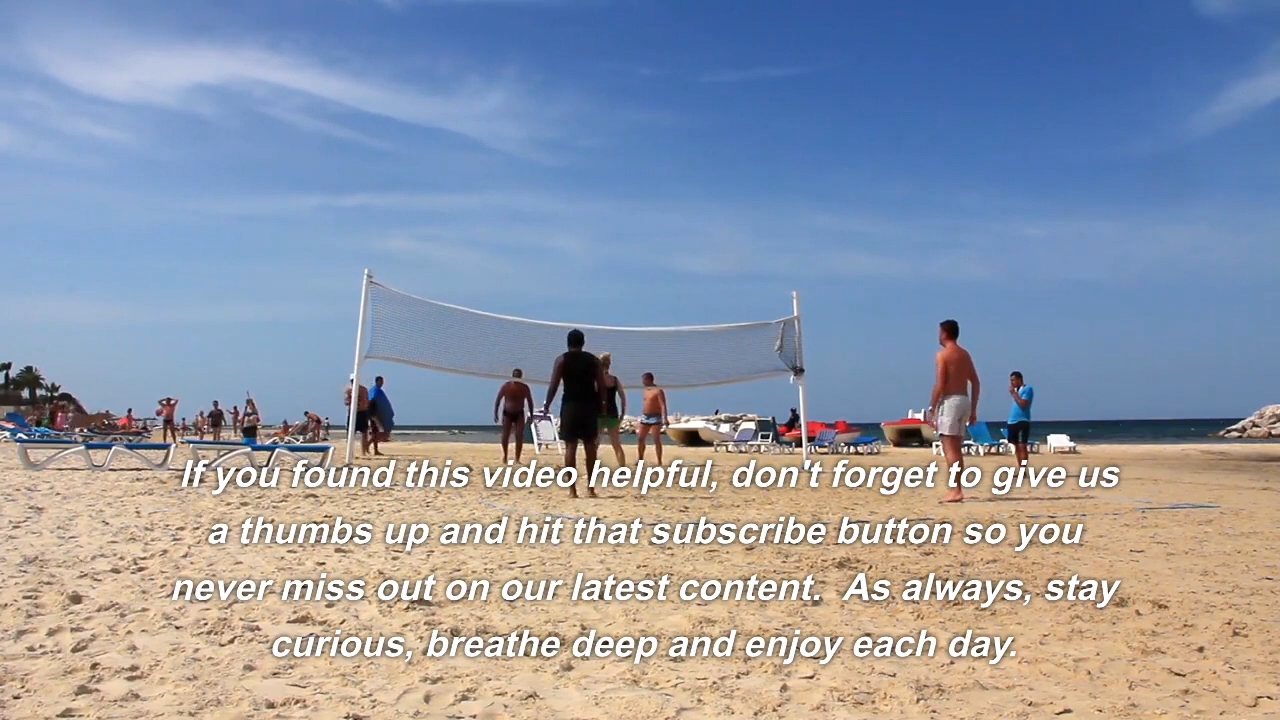 If you found this video helpful, don't forget to give us
a thumbs up and hit that subscribe button so you
never miss out on our latest content.  As always, stay
curious, breathe deep and enjoy each day.